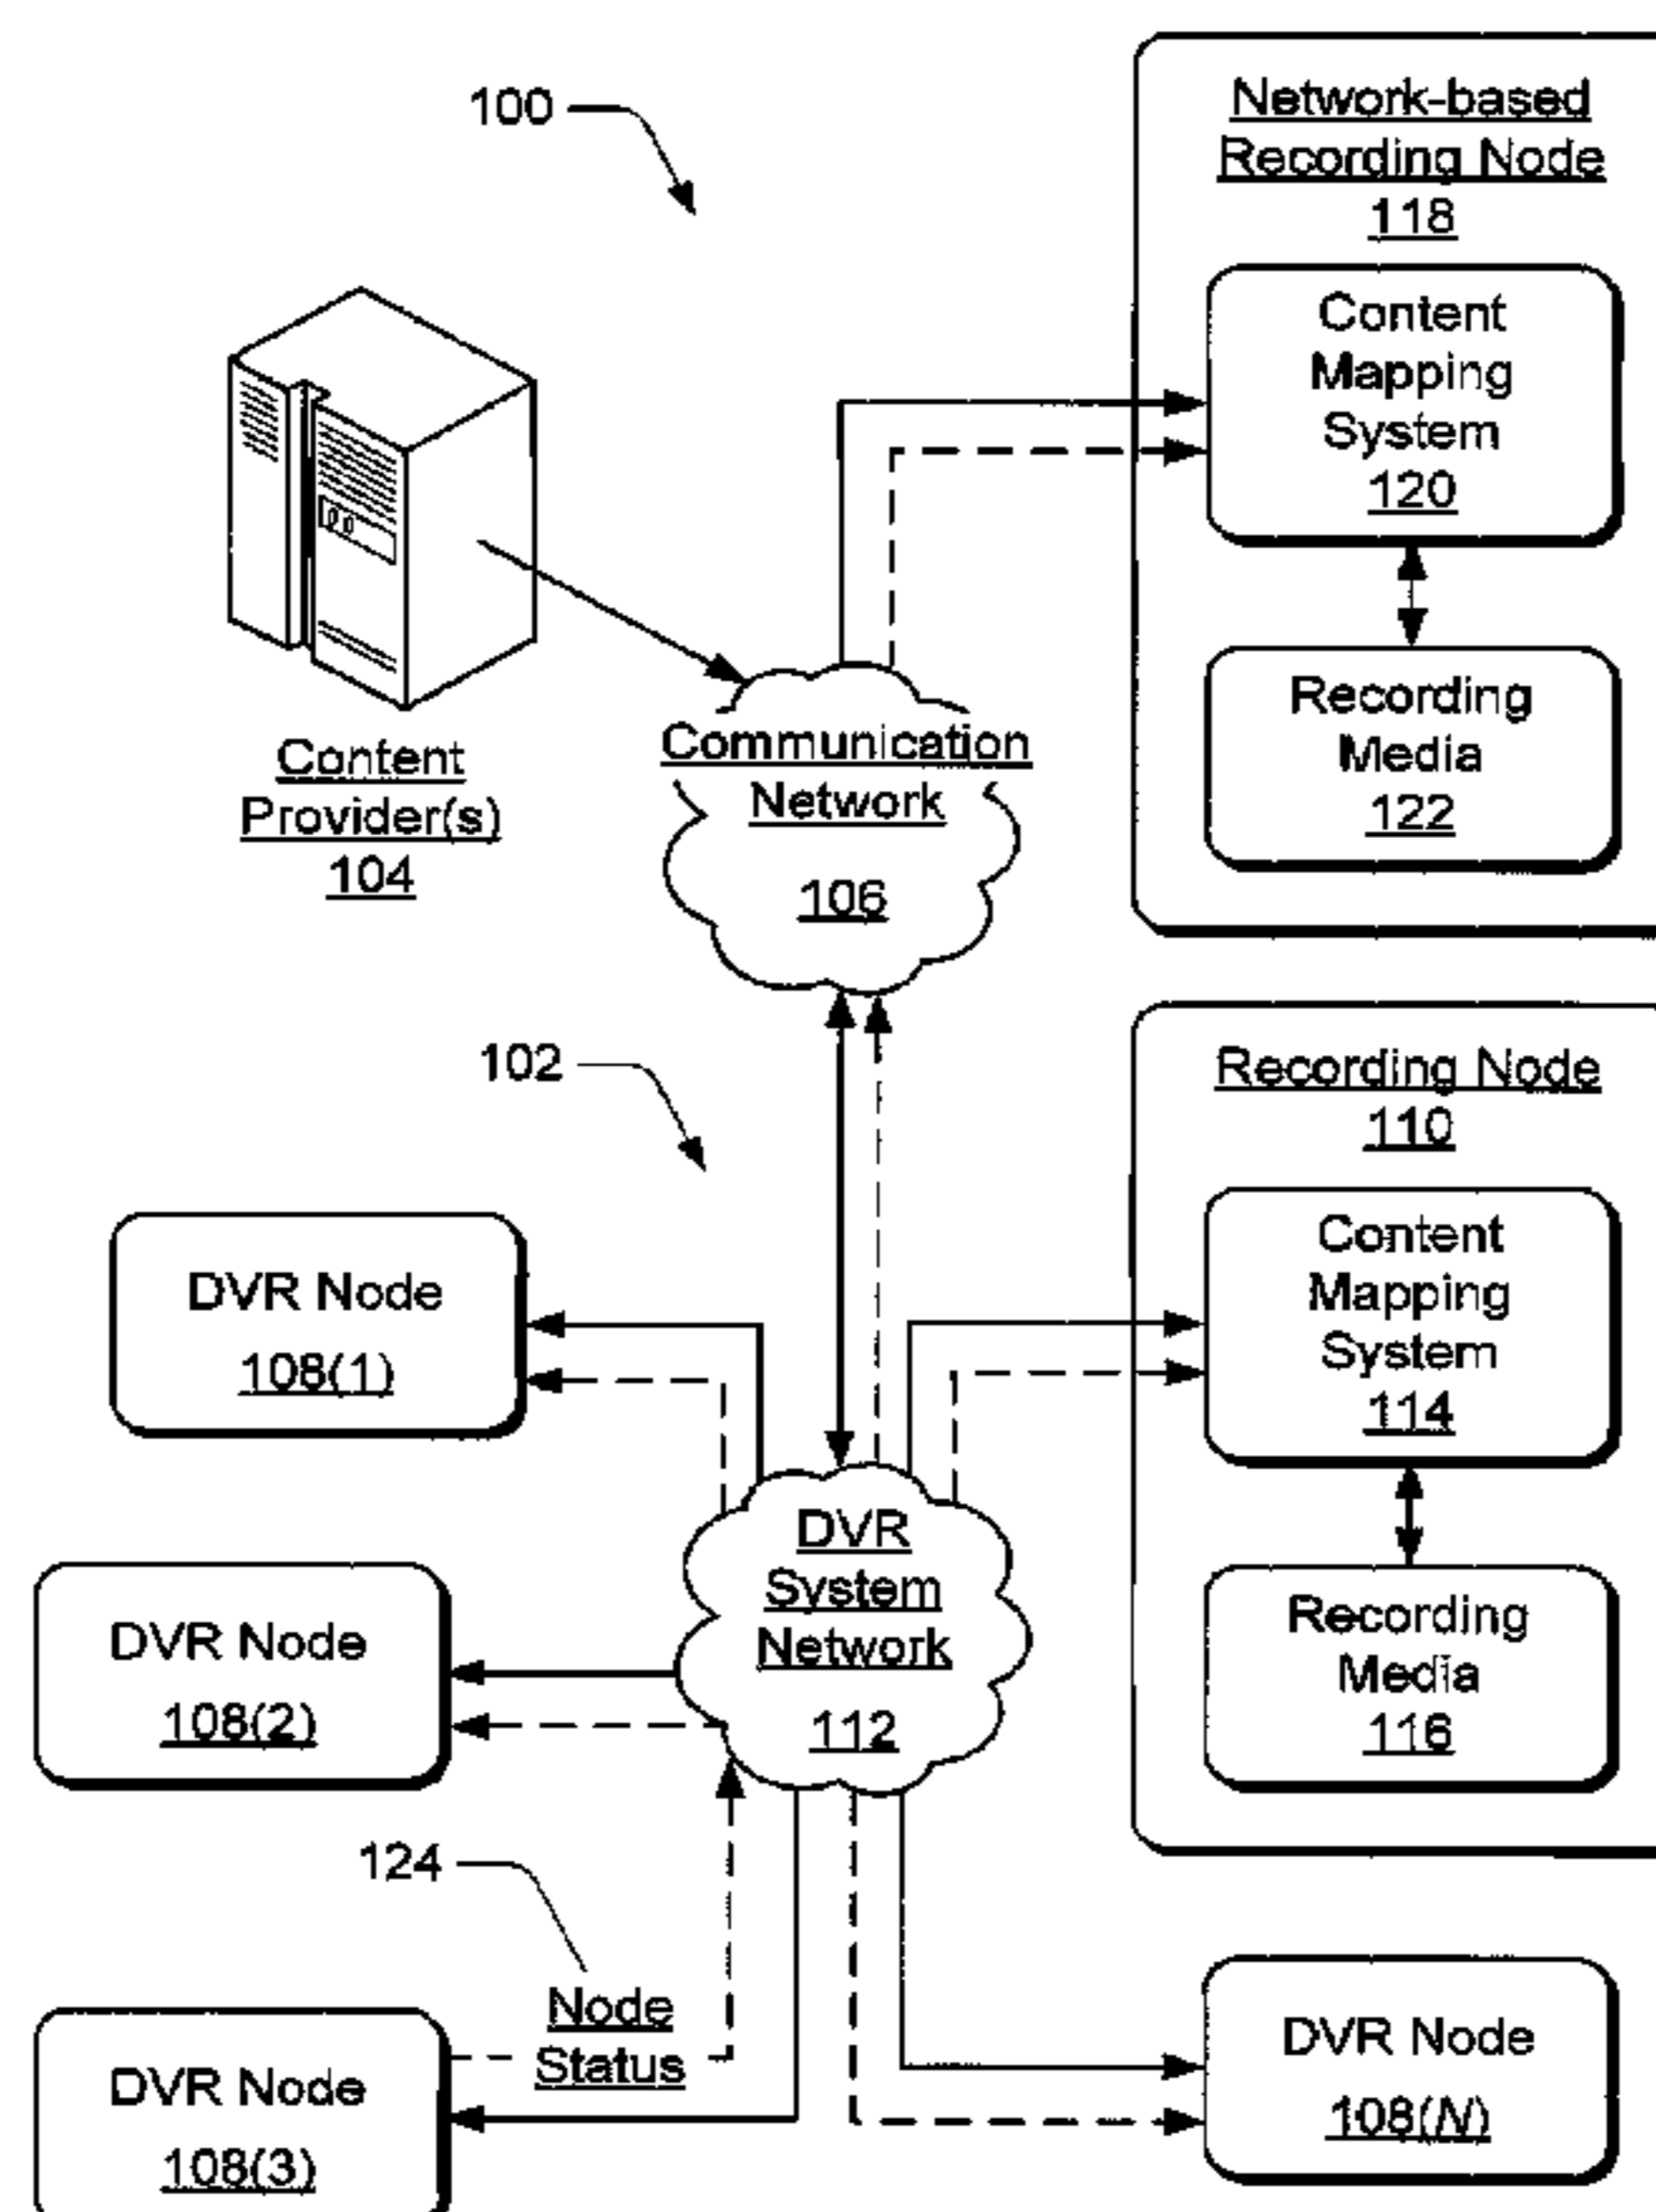 100
Network-based
Recording Node
118
Content
Mapping
System
120
Recording
Media
122
Content
Provider(s)
104
Communication
Network
106
102
Recording Node
110
Content
Mapping
System
114
Recording
Media
116
DVR Node
108(1)
DVR
System
Network
112
DVR Node
108(2)
124
Node
Status
DVR Node
108(3)
DVR Node
108(N)